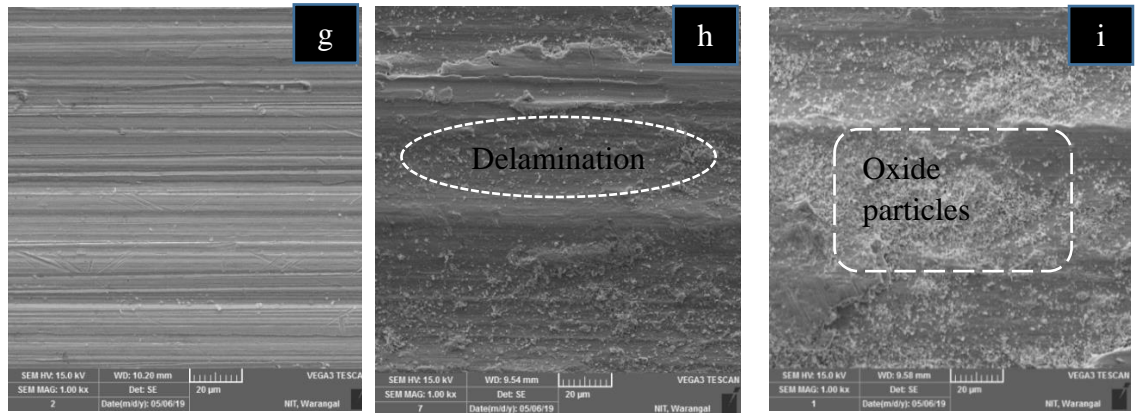 g
h
i
Delamination
Oxide
particles
SEM HV: 15.0 kV WD: 10.20 mm
SEM MAG: 1.00 kx Det: SE 20 µm VEGA3 TESCAN
2 Date(m/d/y): 05/06/19 NIT, Warangal
SEM HV: 15.0 kV WD: 9.54 mm
SEM MAG: 1.00 kx Det: SE 20 µm VEGA3 TESCAN
7 Date(m/d/y): 05/06/19 NIT, Warangal
SEM HV: 15.0 kV WD: 9.58 mm
SEM MAG: 1.00 kx Det: SE 20 µm VEGA3 TESCAN
1 Date(m/d/y): 05/06/19 NIT, Warangal